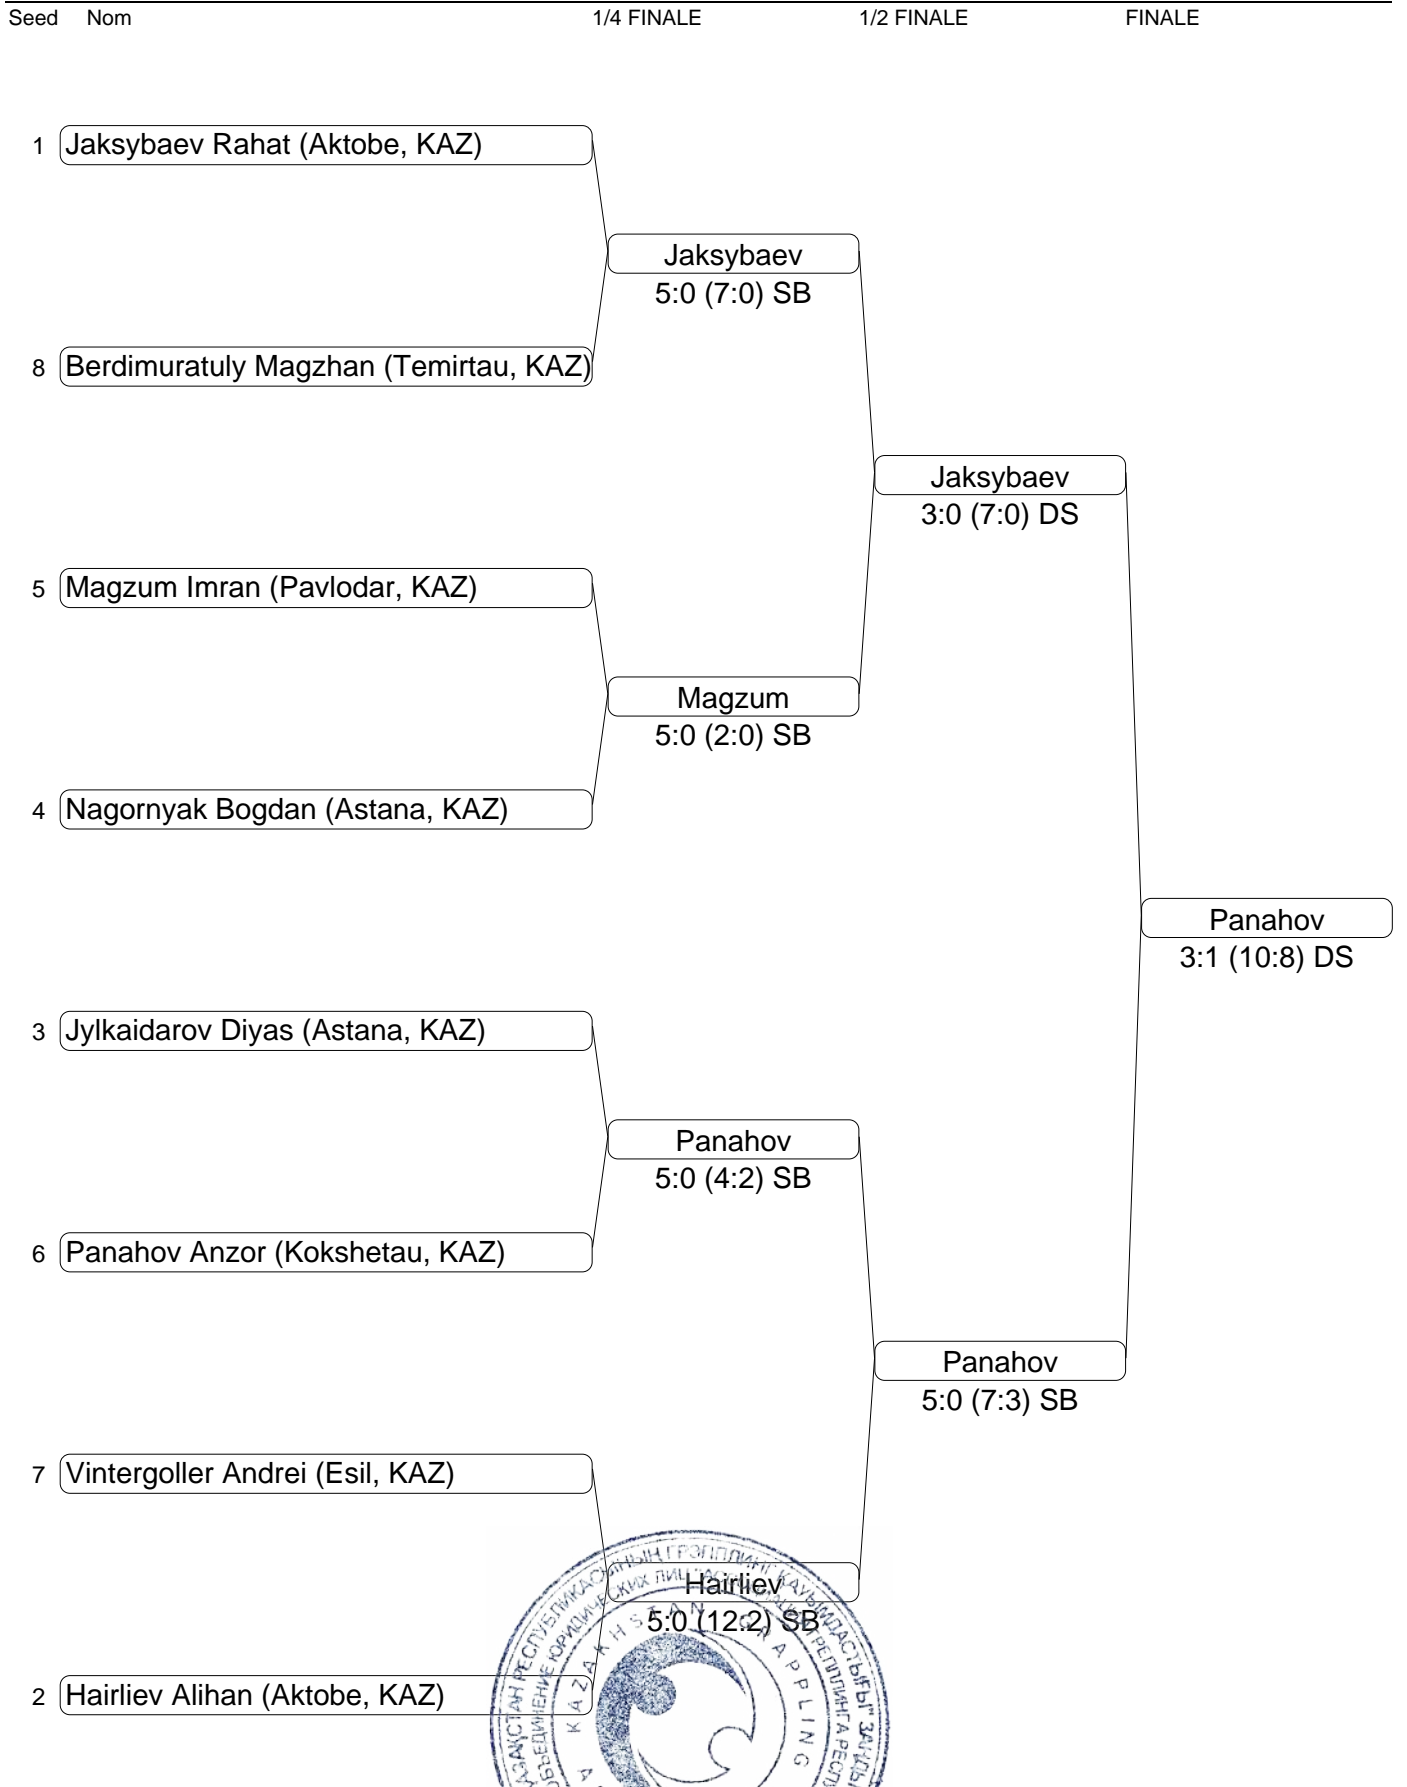 Seed Nom 1/4 FINALE 1/2 FINALE FINALE
1 Jaksybaev Rahat (Aktobe, KAZ)
Jaksybaev
5:0 (7:0) SB
8 Berdimuratuly Magzhan (Temirtau, KAZ)
Jaksybaev
3:0 (7:0) DS
5 Magzum Imran (Pavlodar, KAZ)
Magzum
5:0 (2:0) SB
4 Nagornyak Bogdan (Astana, KAZ)
Panahov
3:1 (10:8) DS
3 Jylkaidarov Diyas (Astana, KAZ)
Panahov
5:0 (4:2) SB
6 Panahov Anzor (Kokshetau, KAZ)
Panahov
5:0 (7:3) SB
7 Vintergoller Andrei (Esil, KAZ)
Hairliev
5:0 (12:2) SB
2 Hairliev Alihan (Aktobe, KAZ)
KAZAKHSTAN GRAPPLING